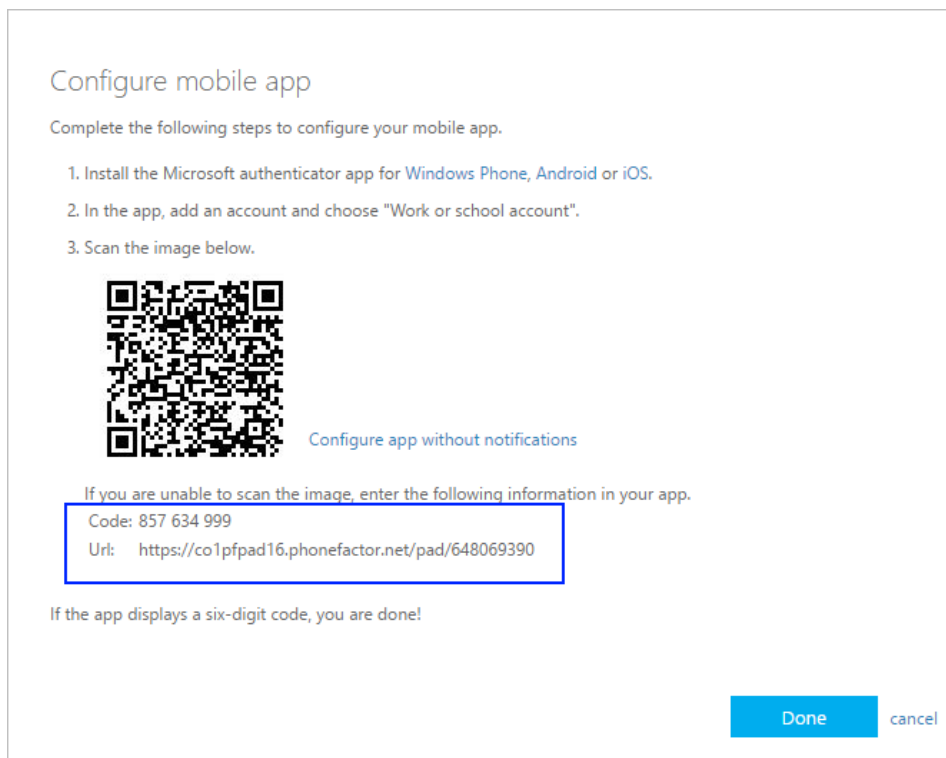 Configure mobile app
Complete the following steps to configure your mobile app.
1. Install the Microsoft authenticator app for Windows Phone, Android or iOS.
2. In the app, add an account and choose "Work or school account".
3. Scan the image below.
Configure app without notifications
If you are unable to scan the image, enter the following information in your app.
Code: 857 634 999
Url: https://co1pfpad16.phonefactor.net/pad/648069390
If the app displays a six-digit code, you are done!
Done cancel